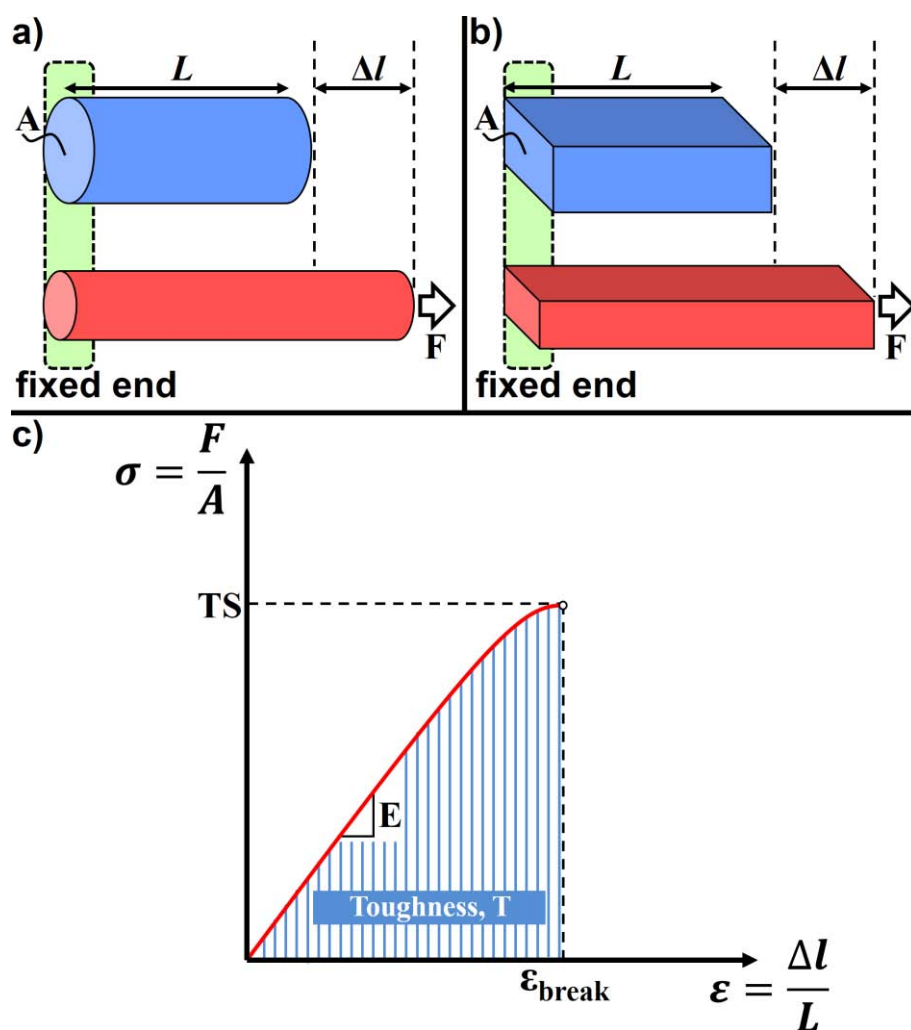 a)
L
Δl
A
F
fixed end
b)
L
Δl
A
F
fixed end
c)
σ = F/A
TS
E
Toughness, T
ε_break
ε = Δl/L